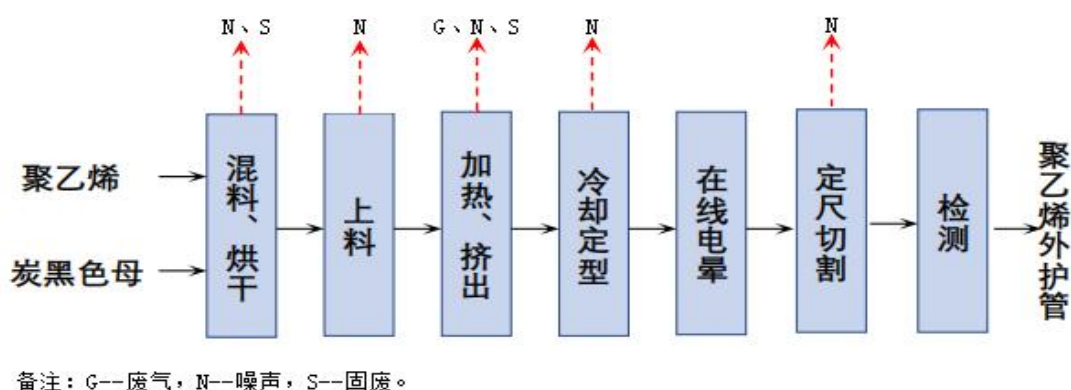 N、S
N
G、N、S
N
N
聚乙烯
炭黑色母
混料、烘干
上料
加热、挤出
冷却定型
在线电晕
定尺切割
检测
聚乙烯外护管
备注：G--废气，N--噪声，S--固废。